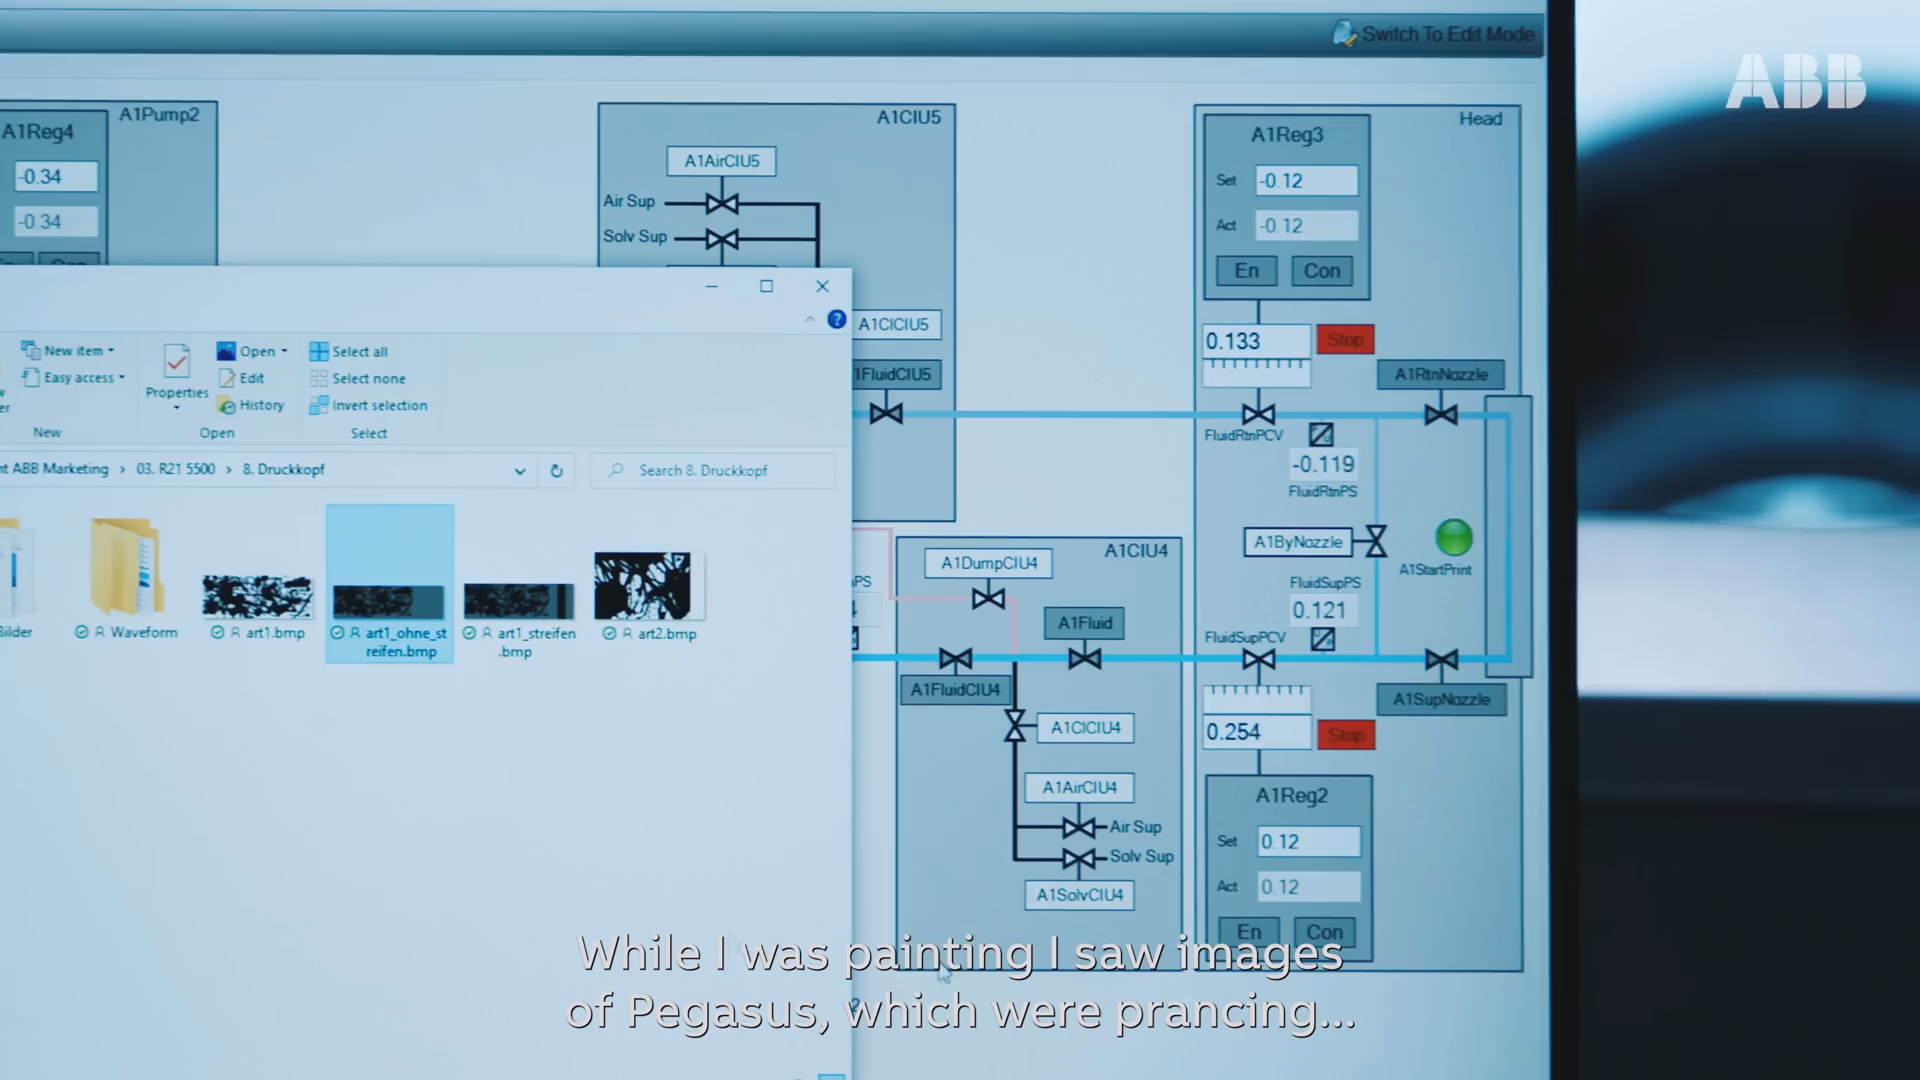 Switch To Edit Mode
ABB
A1Pump2
A1Reg4
-0.34
-0.34
A1CIU5
A1AirCIU5
Air Sup
Solv Sup
A1ClCIU5
FluidCIU5
Head
A1Reg3
Set -0.12
Act -0.12
En Con
0.133 Stop
A1RtnNozzle
FluidRtnPCV
-0.119
FluidRtnPS
A1ByNozzle
A1StartPrint
FluidSupPS
0.121
FluidSupPCV
A1SupNozzle
0.254 Stop
A1Reg2
Set 0.12
Act 0.12
En Con
A1CIU4
A1DumpCIU4
A1Fluid
A1FluidCIU4
A1ClCIU4
A1AirCIU4
Air Sup
Solv Sup
A1SolvCIU4
New item
Easy access
New
Properties
Open
Edit
History
Open
Select all
Select none
Invert selection
Select
ABB Marketing > 03. R21 5500 > 8. Druckkopf
Search 8. Druckkopf
Waveform
art1.bmp
art1_ohne_st
reifen.bmp
art1_streifen
.bmp
art2.bmp
While I was painting I saw images
of Pegasus, which were prancing...